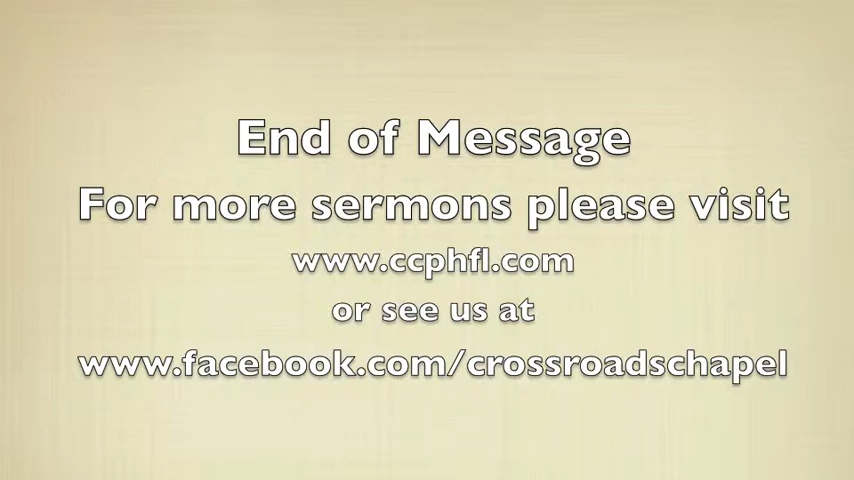 End of Message
For more sermons please visit
www.ccphfl.com
or see us at
www.facebook.com/crossroadschapel